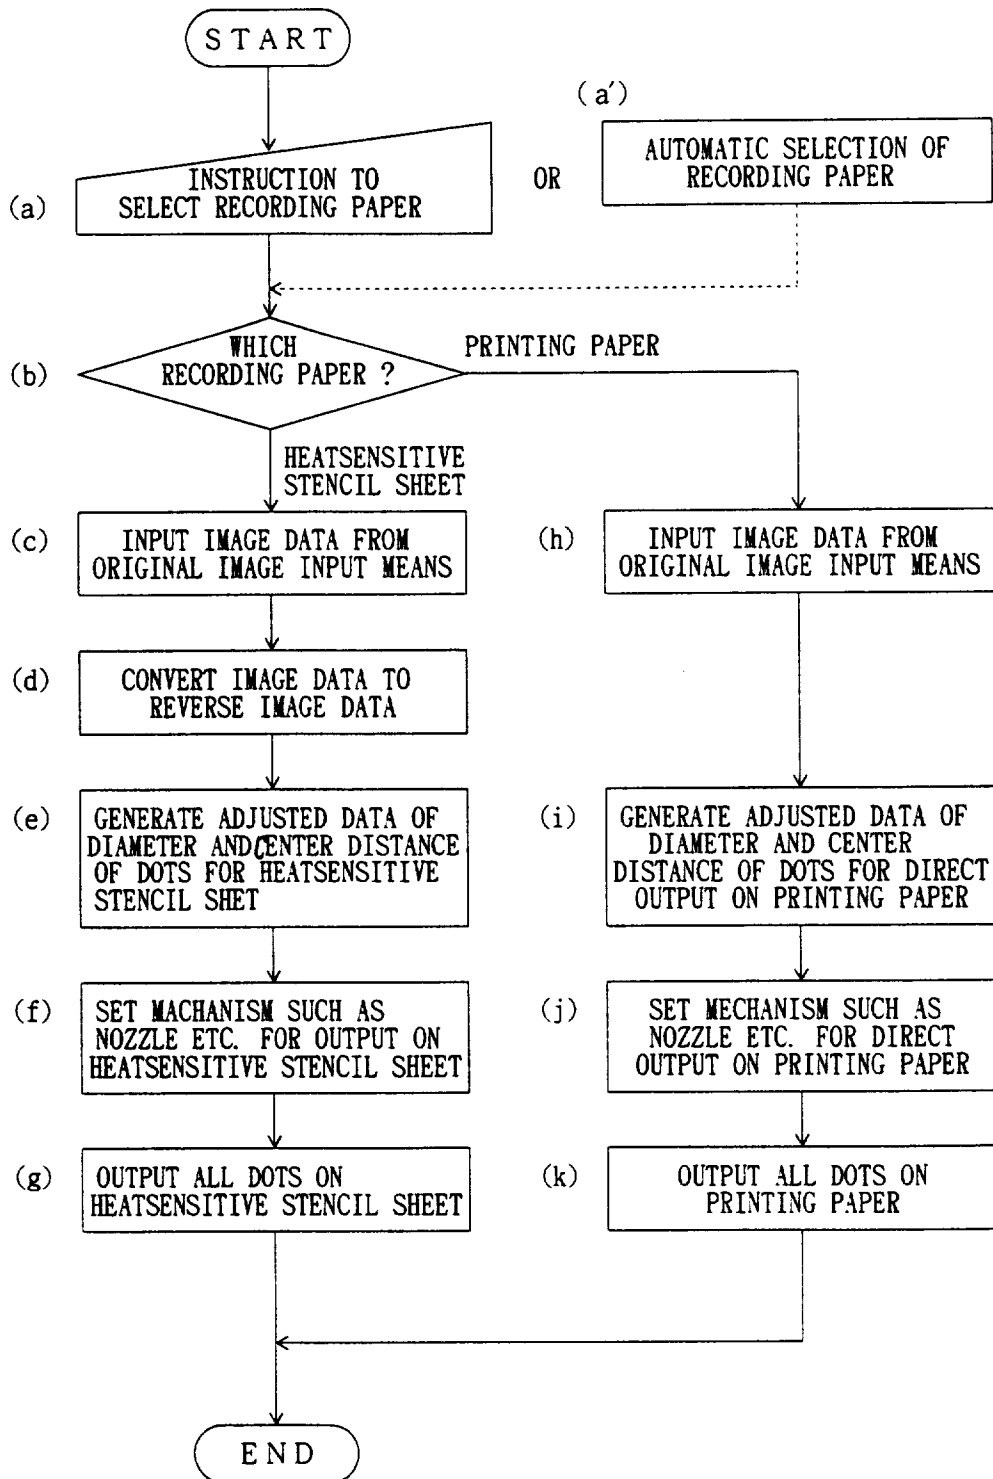 START
(a')
AUTOMATIC SELECTION OF
RECORDING PAPER
OR
(a)
INSTRUCTION TO
SELECT RECORDING PAPER
(b)
WHICH
RECORDING PAPER ?
PRINTING PAPER
HEATSENSITIVE
STENCIL SHEET
(c)
INPUT IMAGE DATA FROM
ORIGINAL IMAGE INPUT MEANS
(h)
INPUT IMAGE DATA FROM
ORIGINAL IMAGE INPUT MEANS
(d)
CONVERT IMAGE DATA TO
REVERSE IMAGE DATA
(e)
GENERATE ADJUSTED DATA OF
DIAMETER AND CENTER DISTANCE
OF DOTS FOR HEATSENSITIVE
STENCIL SHET
(i)
GENERATE ADJUSTED DATA OF
DIAMETER AND CENTER
DISTANCE OF DOTS FOR DIRECT
OUTPUT ON PRINTING PAPER
(f)
SET MACHANISM SUCH AS
NOZZLE ETC. FOR OUTPUT ON
HEATSENSITIVE STENCIL SHEET
(j)
SET MECHANISM SUCH AS
NOZZLE ETC. FOR DIRECT
OUTPUT ON PRINTING PAPER
(g)
OUTPUT ALL DOTS ON
HEATSENSITIVE STENCIL SHEET
(k)
OUTPUT ALL DOTS ON
PRINTING PAPER
END